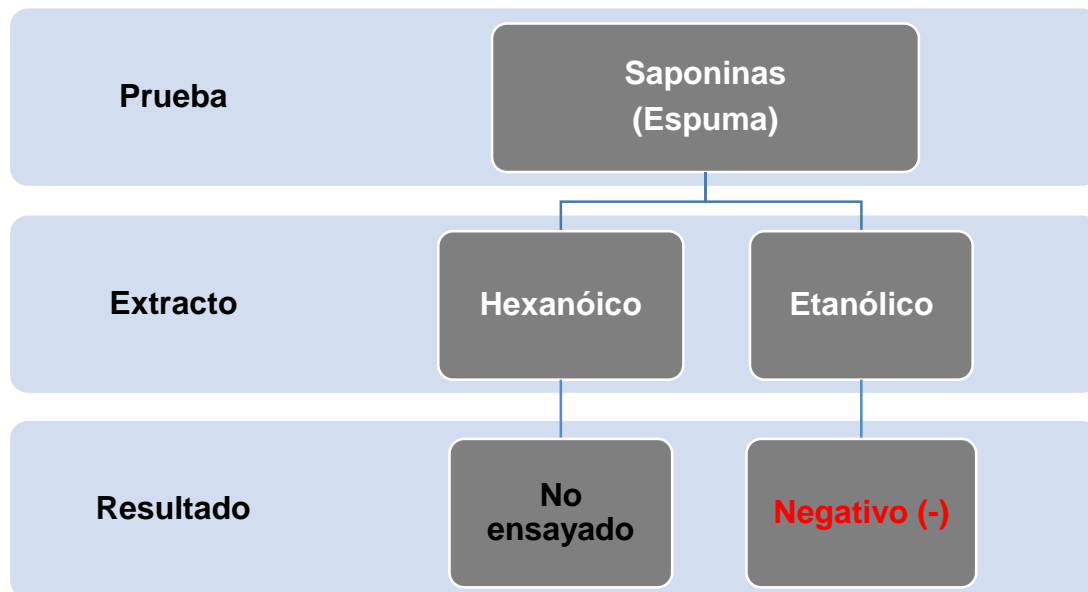 Prueba
Saponinas
(Espuma)
Extracto
Hexanóico
Etanólico
Resultado
No
ensayado
Negativo (-)